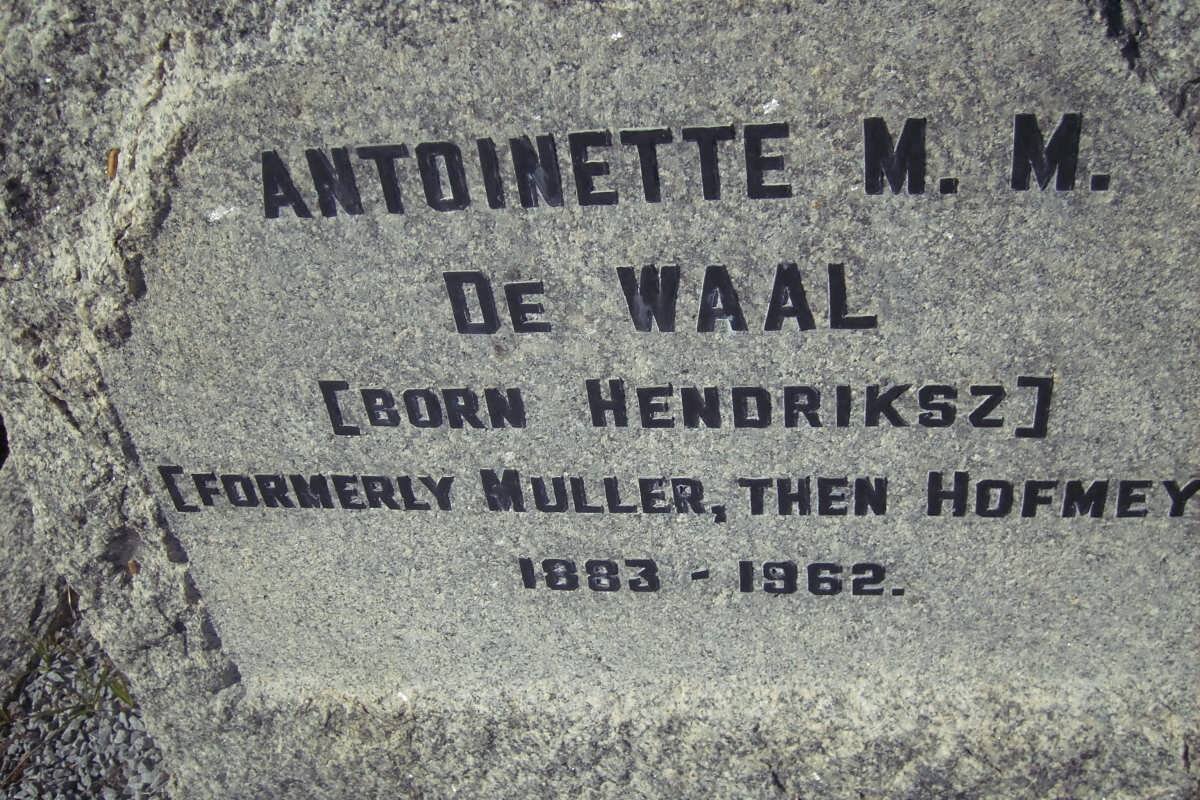 ANTOINETTE M. M.
DE WAAL
[BORN HENDRIKSZ]
[FORMERLY MULLER, THEN HOFMEY
1883 - 1962.